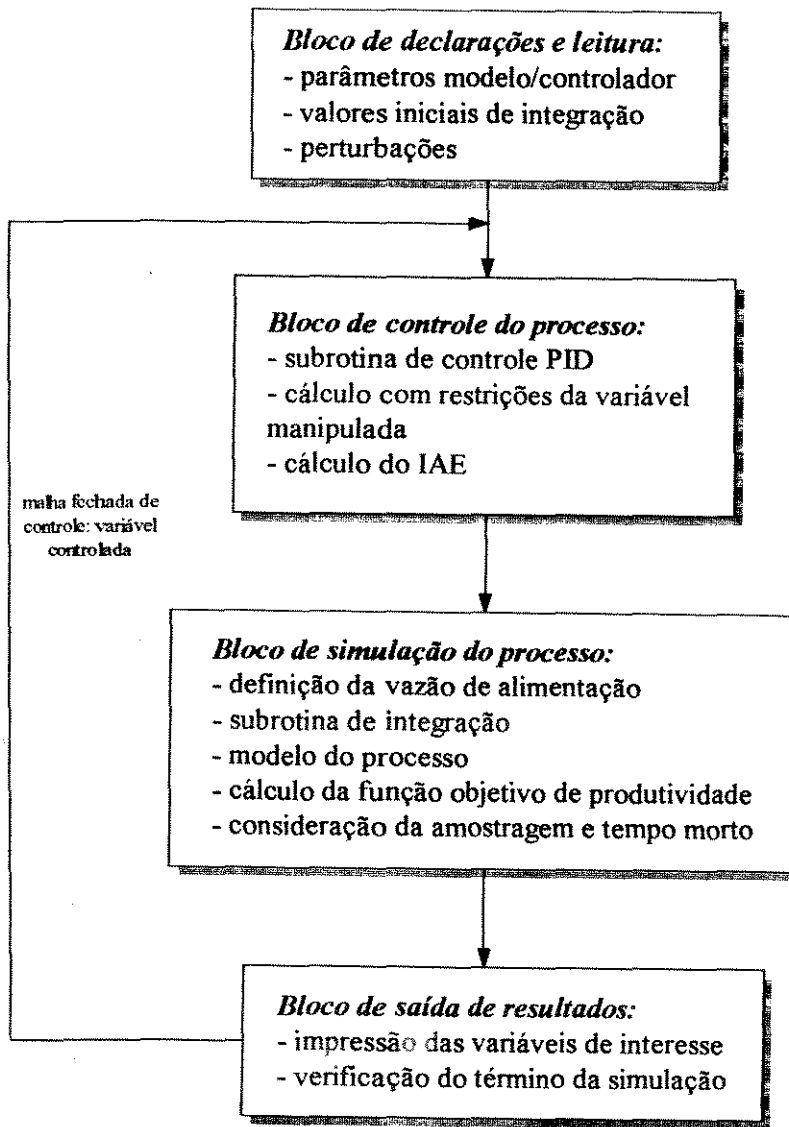 Bloco de declarações e leitura:
- parâmetros modelo/controlador
- valores iniciais de integração
- perturbações
Bloco de controle do processo:
- subrotina de controle PID
- cálculo com restrições da variável
manipulada
- cálculo do IAE
malha fechada de
controle: variável
controlada
Bloco de simulação do processo:
- definição da vazão de alimentação
- subrotina de integração
- modelo do processo
- cálculo da função objetivo de produtividade
- consideração da amostragem e tempo morto
Bloco de saída de resultados:
- impressão das variáveis de interesse
- verificação do término da simulação